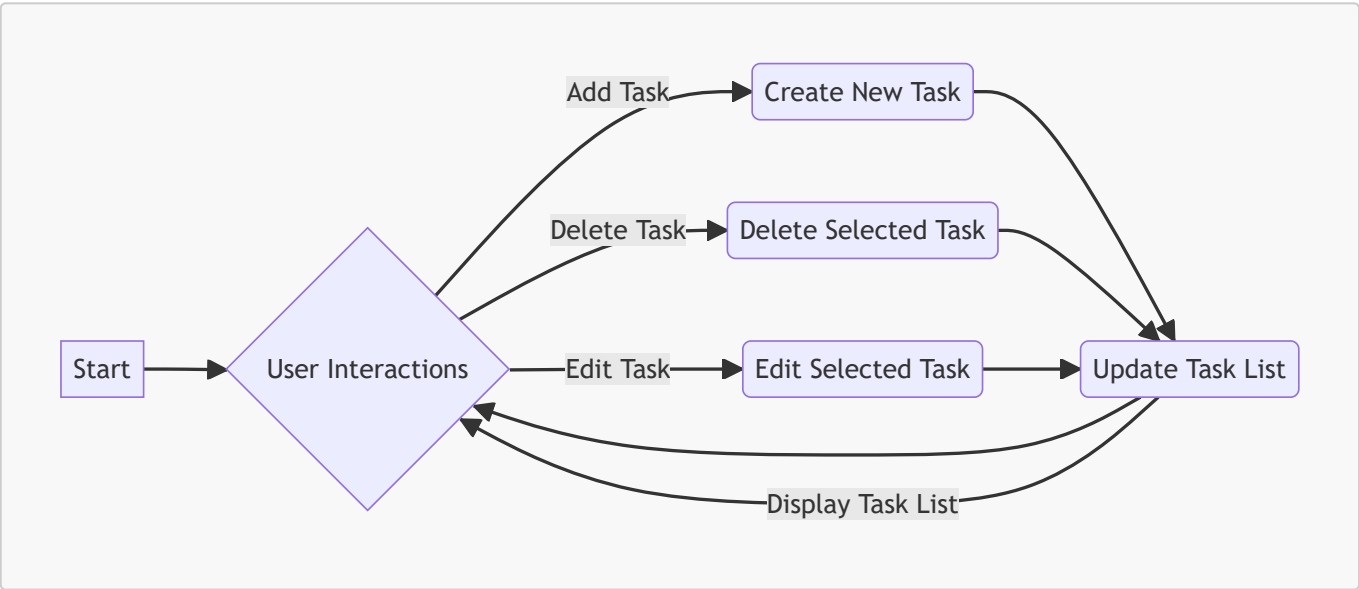 Add Task
Create New Task
Delete Task
Delete Selected Task
Start
User Interactions
Edit Task
Edit Selected Task
Update Task List
Display Task List